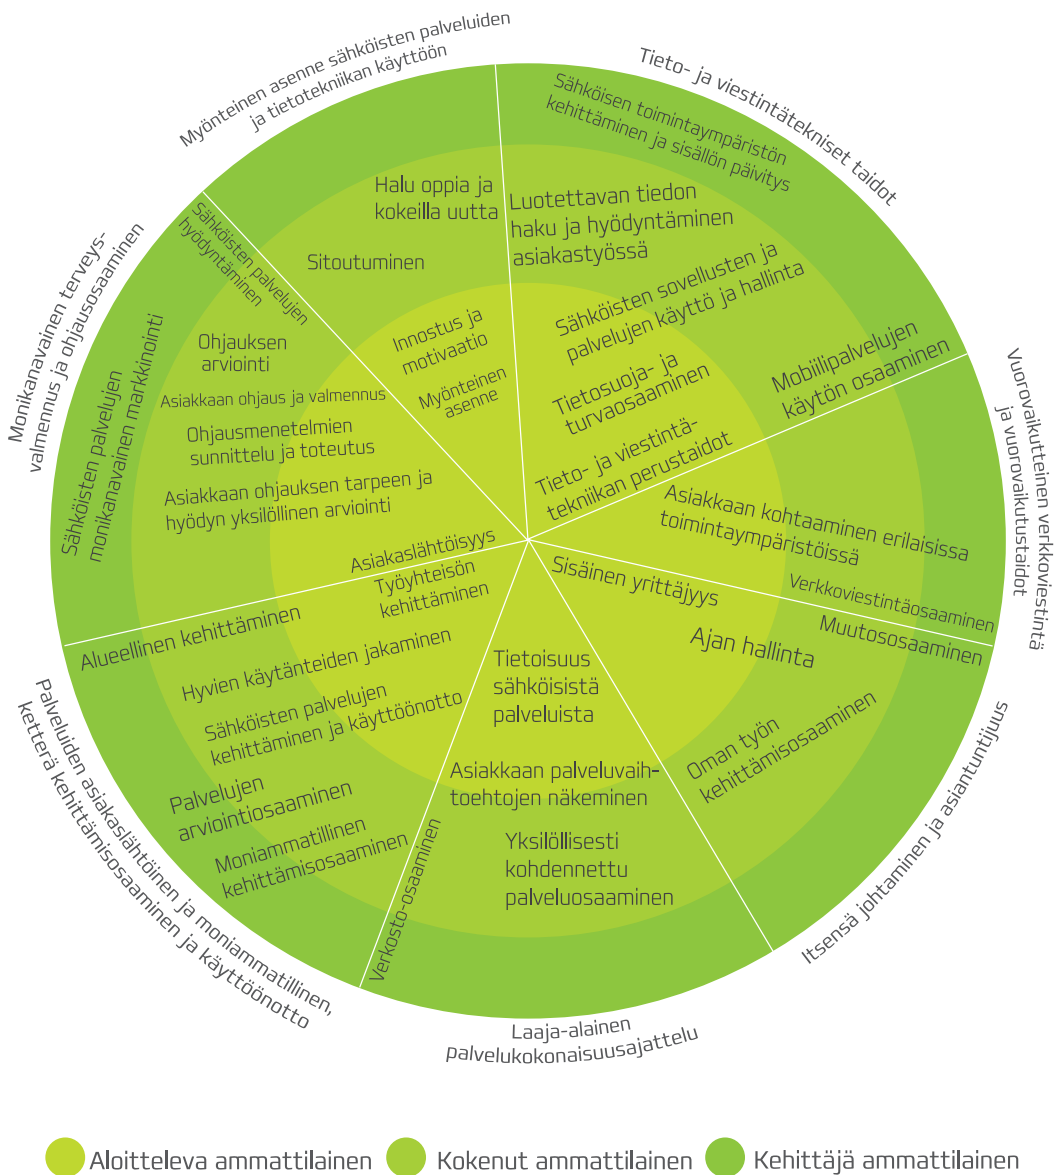 Myönteinen asenne sähköisten palveluiden
ja tietotekniikan käyttöön
Halu oppia ja
kokeilla uutta
Sitoutuminen
Innostus ja
motivaatio
Myönteinen
asenne
Tieto- ja viestintätekniset taidot
Sähköisen toimintaympäristön
kehittäminen ja sisällön päivitys
Luotettavan tiedon
haku ja hyödyntäminen
asiakastyössä
Sähköisten sovellusten ja
palvelujen käyttö ja hallinta
Mobiilipalvelujen
käytön osaaminen
Tietosuoja- ja
turvaosaaminen
Tieto- ja viestintä-
tekniikan perustaidot
Vuorovaikutteinen verkkoviestintä
ja vuorovaikutustaidot
Asiakkaan kohtaaminen erilaisissa
toimintaympäristöissä
Verkkoviestintäosaaminen
Itsensä johtaminen ja asiantuntijuus
Sisäinen yrittäjyys
Muutososaaminen
Ajan hallinta
Oman työn
kehittämisosaaminen
Laaja-alainen
palvelukokonaisuusajattelu
Tietoisuus
sähköisistä
palveluista
Asiakkaan palveluvaih-
toehtojen näkeminen
Yksilöllisesti
kohdennettu
palveluosaaminen
Verkosto-osaaminen
Palveluiden asiakaslähtöinen ja moniammatillinen,
ketterä kehittämisosaaminen ja käyttöönotto
Työyhteisön
kehittäminen
Alueellinen kehittäminen
Hyvien käytänteiden jakaminen
Sähköisten palvelujen
kehittäminen ja käyttöönotto
Palvelujen
arviointiosaaminen
Moniammatillinen
kehittämisosaaminen
Monikanavainen terveys-
valmennus ja ohjausosaaminen
Sähköisten palvelujen
hyödyntäminen
Sähköisten palvelujen
monikanavainen markkinointi
Ohjauksen
arviointi
Asiakkaan ohjaus ja valmennus
Ohjausmenetelmien
sunnittelu ja toteutus
Asiakkaan ohjauksen tarpeen ja
hyödyn yksilöllinen arviointi
Asiakaslähtöisyys
Aloitteleva ammattilainen
Kokenut ammattilainen
Kehittäjä ammattilainen